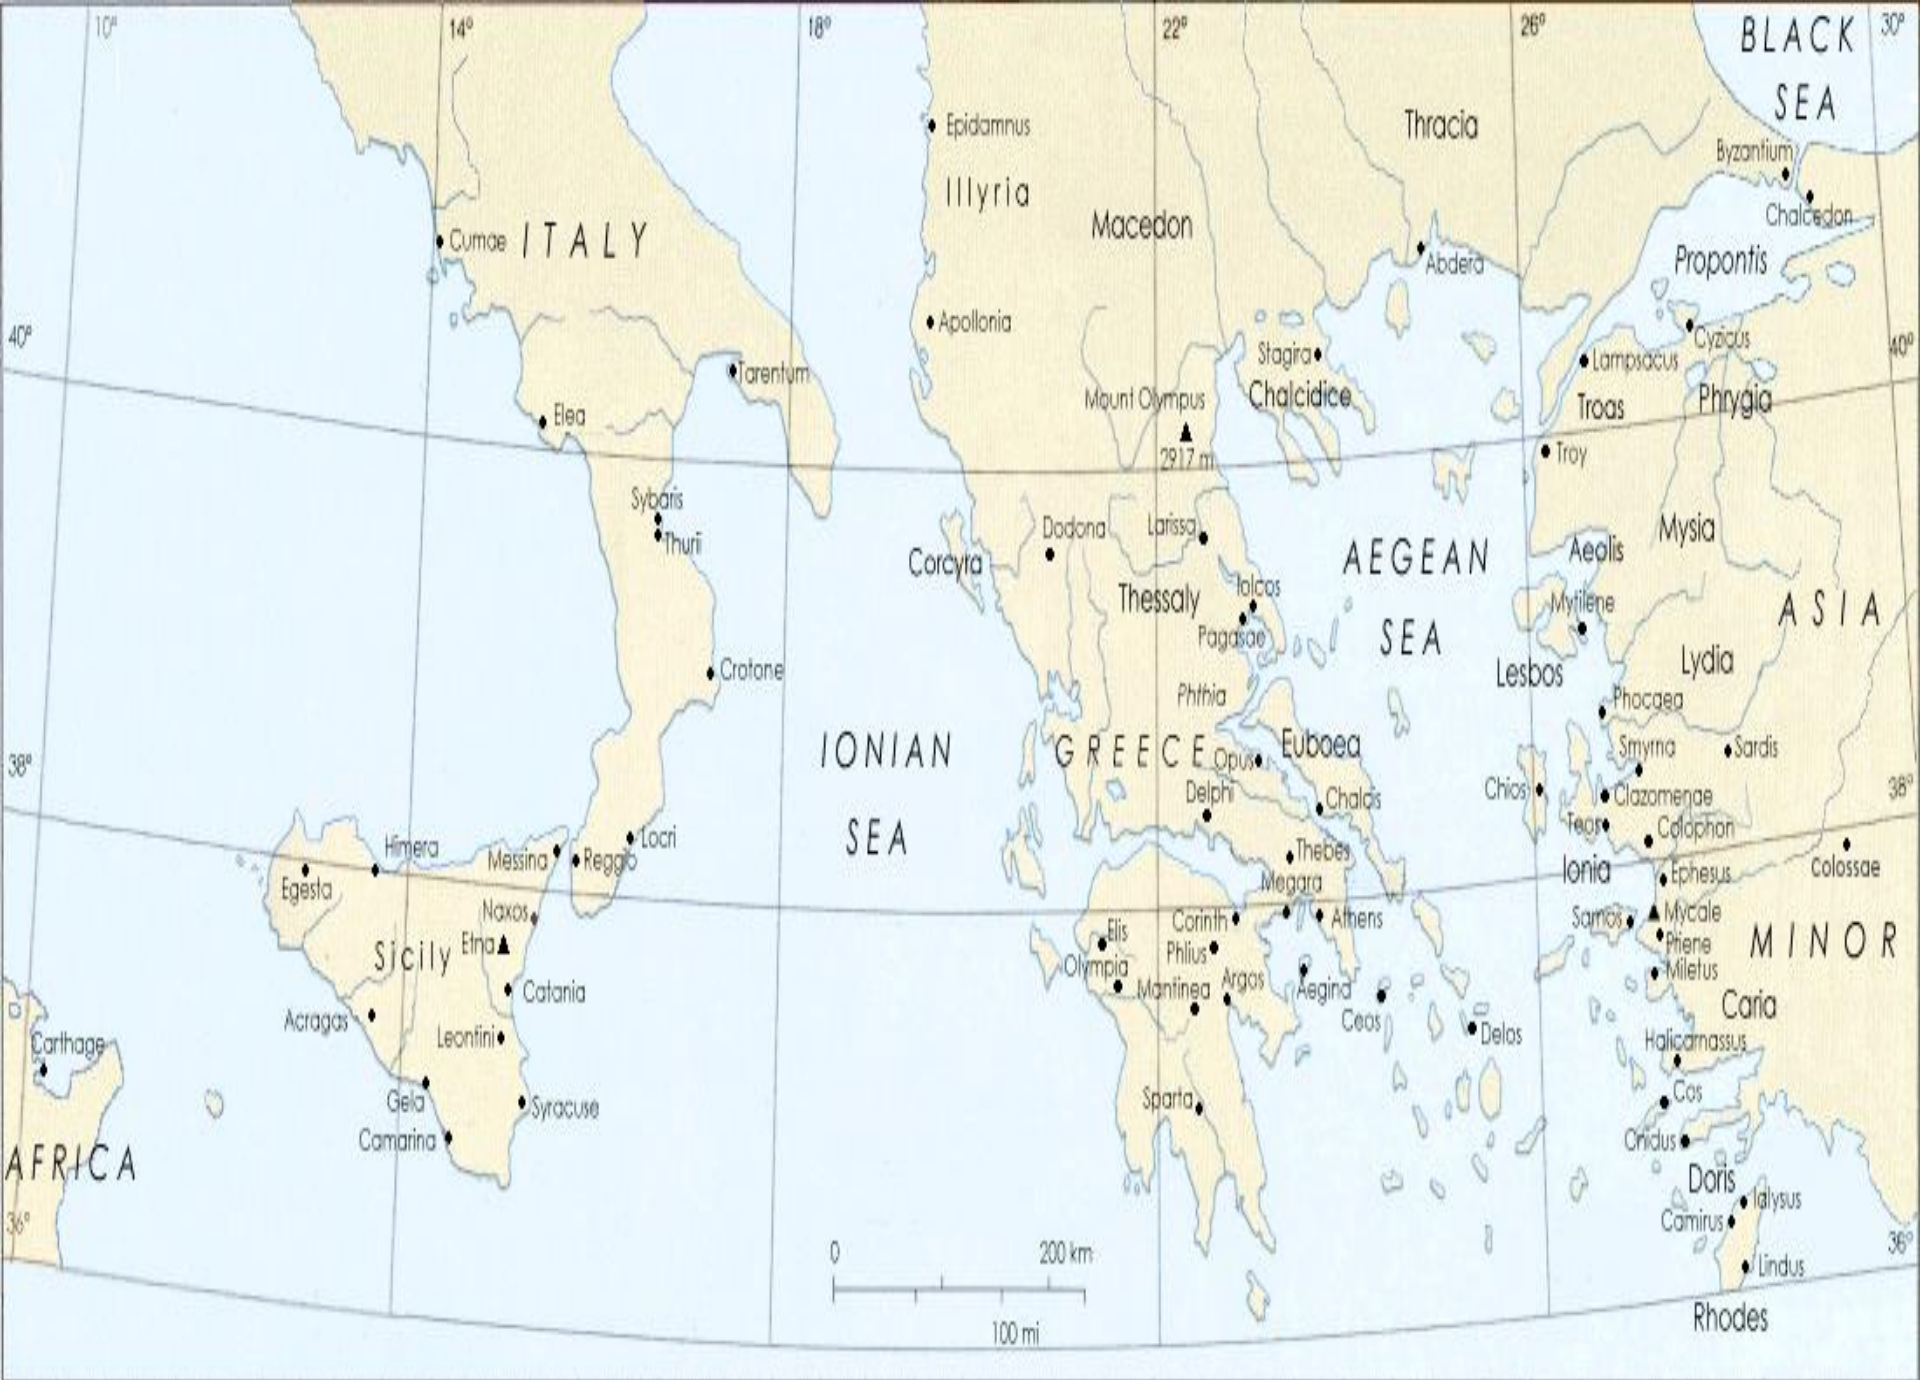 10°
14°
18°
22°
26°
30°
BLACK
SEA
Epidamnus
Thracia
Byzantium
Illyria
Macedon
Chalcedon
Cumae
ITALY
Abdera
Propontis
40°
Apollonia
Stagira
Lampsacus
Cyzicus
40°
Tarentum
Mount Olympus
2917 m
Chalcidice
Troas
Phrygia
Elea
Troy
Sybaris
Thurii
Corcyra
Dodona
Larissa
AEGEAN
SEA
Aeolis
Mysia
Thessaly
Iolcos
Pagasae
Mytilene
ASIA
Crotone
Phthia
Lesbos
Lydia
Phocaea
38°
IONIAN
SEA
GREECE
Opus
Euboea
Smyrna
Sardis
Delphi
Chalcis
Chios
Clazomenae
38°
Himera
Messina
Reggio
Locri
Thebes
Teos
Colophon
Egesta
Megara
Ionia
Ephesus
Colossae
Naxos
Corinth
Athens
Samos
Mycale
Sicily
Etna
Elis
Phlius
Priene
MINOR
Olympia
Mantinea
Argos
Aegina
Miletus
Acragas
Catania
Ceos
Caria
Carthage
Leontini
Delos
Halicarnassus
Gela
Syracuse
Sparta
Cos
Camarina
Cnidus
AFRICA
Doris
Ialysus
Camirus
36°
0
200 km
36°
Lindus
100 mi
Rhodes